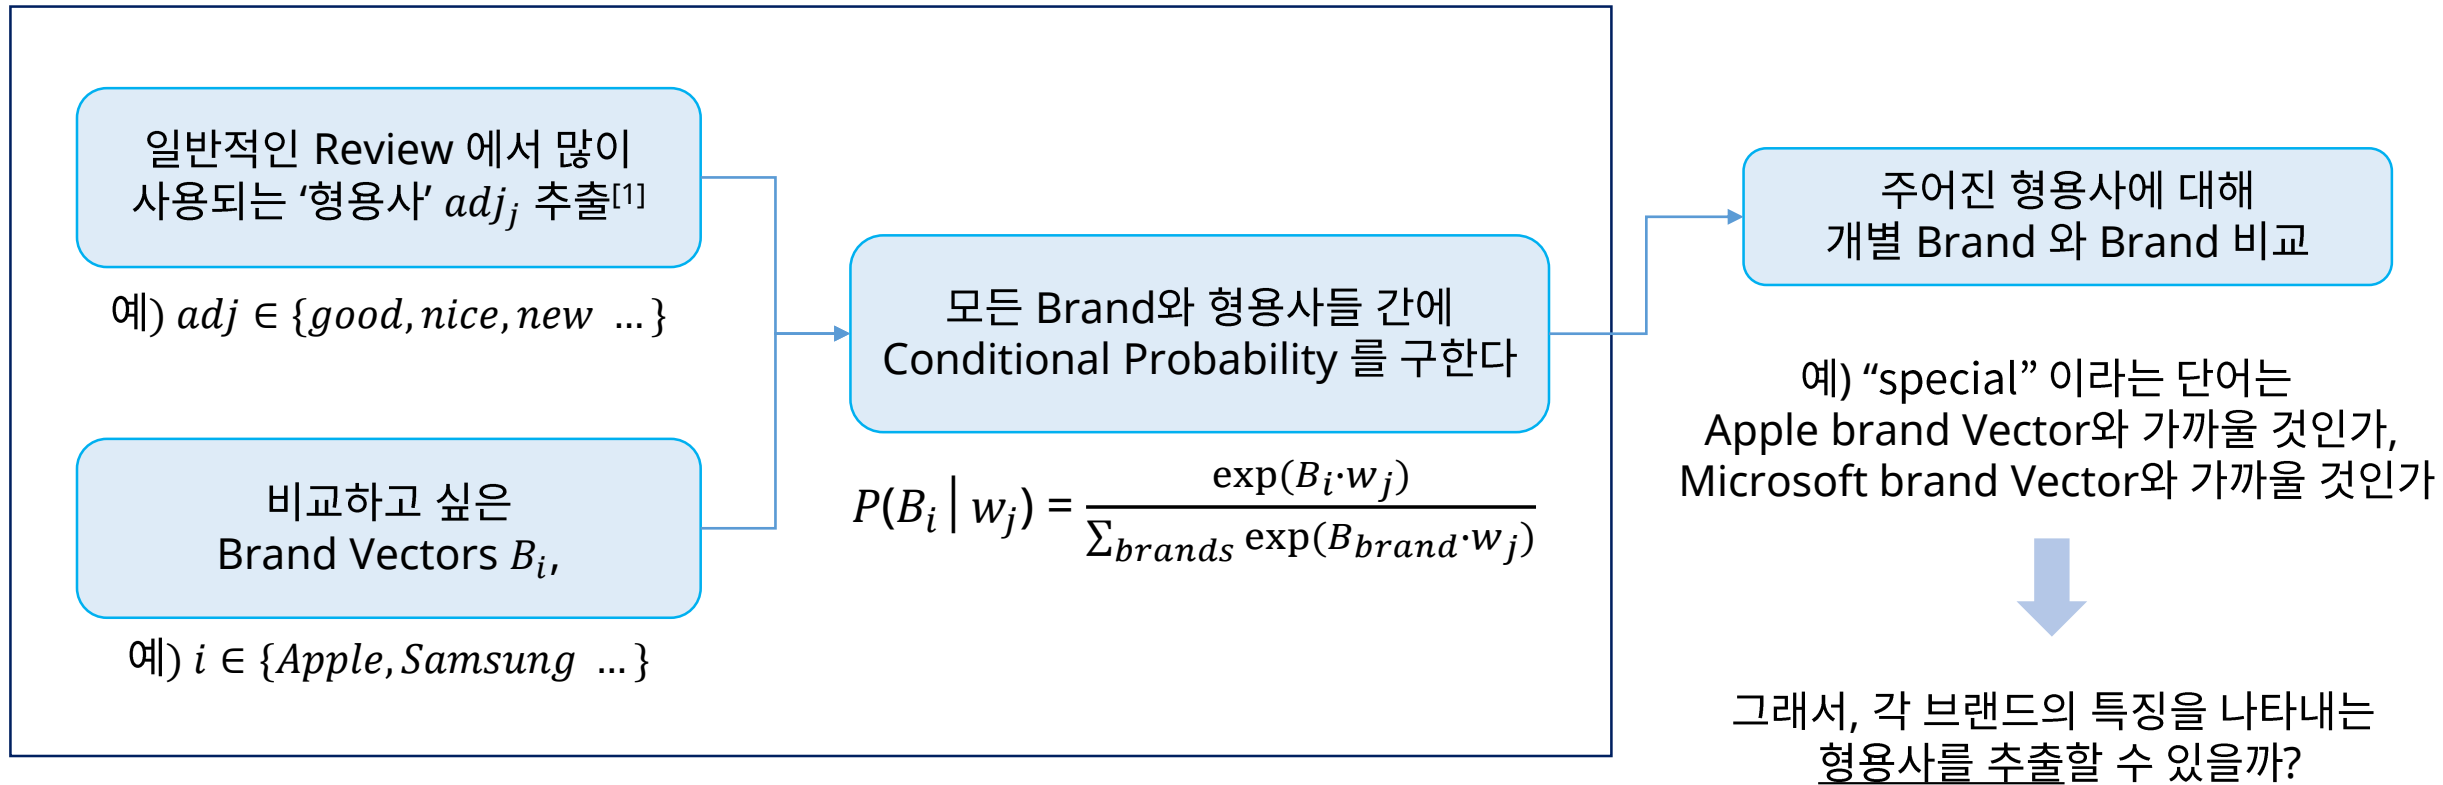 일반적인 Review 에서 많이
사용되는 ‘형용사’ adj_j 추출[1]
예) adj ∈ {good, nice, new ... }
비교하고 싶은
Brand Vectors B_i,
예) i ∈ {Apple, Samsung ... }
모든 Brand와 형용사들 간에
Conditional Probability 를 구한다
P(B_i | w_j) = exp(B_i·w_j) / ∑_brands exp(B_brand·w_j)
주어진 형용사에 대해
개별 Brand 와 Brand 비교
예) “special” 이라는 단어는
Apple brand Vector와 가까울 것인가,
Microsoft brand Vector와 가까울 것인가
그래서, 각 브랜드의 특징을 나타내는
형용사를 추출할 수 있을까?